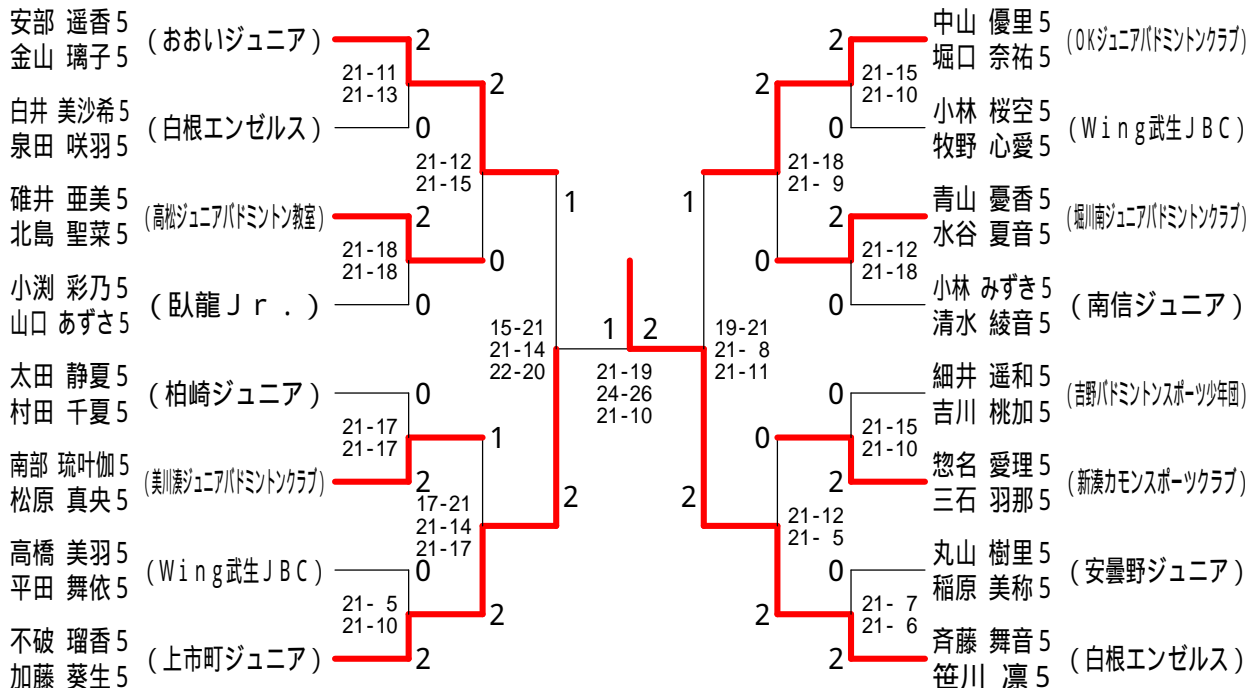 安部 遥香 5
金山 璃子 5
(おおいジュニア)
2
21-11
21-13
白井 美沙希 5
泉田 咲羽 5
(白根エンゼルス)
0
2
21-12
21-15
碓井 亜美 5
北島 聖菜 5
(高松ジュニアバドミントン教室)
2
21-18
21-18
0
小渕 彩乃 5
山口 あずさ 5
(臥龍Jr.)
0
1
15-21
21-14
22-20
太田 静夏 5
村田 千夏 5
(柏崎ジュニア)
0
21-17
21-17
1
南部 琉叶伽 5
松原 真央 5
(美川湊ジュニアバドミントンクラブ)
2
17-21
21-14
21-17
2
高橋 美羽 5
平田 舞依 5
(Wing武生JBC)
0
21- 5
21-10
2
不破 瑠香 5
加藤 葵生 5
(上市町ジュニア)
2
1
2
21-19
24-26
21-10
中山 優里 5
堀口 奈祐 5
(OKジュニアバドミントンクラブ)
2
21-15
21-10
2
小林 桜空 5
牧野 心愛 5
(Wing武生JBC)
0
21-18
21- 9
1
青山 憂香 5
水谷 夏音 5
(堀川南ジュニアバドミントンクラブ)
2
21-12
21-18
0
小林 みずき 5
清水 綾音 5
(南信ジュニア)
0
19-21
21- 8
21-11
細井 遥和 5
吉川 桃加 5
(吉野バドミントンスポーツ少年団)
0
21-15
21-10
0
惣名 愛理 5
三石 羽那 5
(新湊カモンスポーツクラブ)
2
21-12
21- 5
2
丸山 樹里 5
稲原 美称 5
(安曇野ジュニア)
0
21- 7
21- 6
2
斉藤 舞音 5
笹川 凛 5
(白根エンゼルス)
2